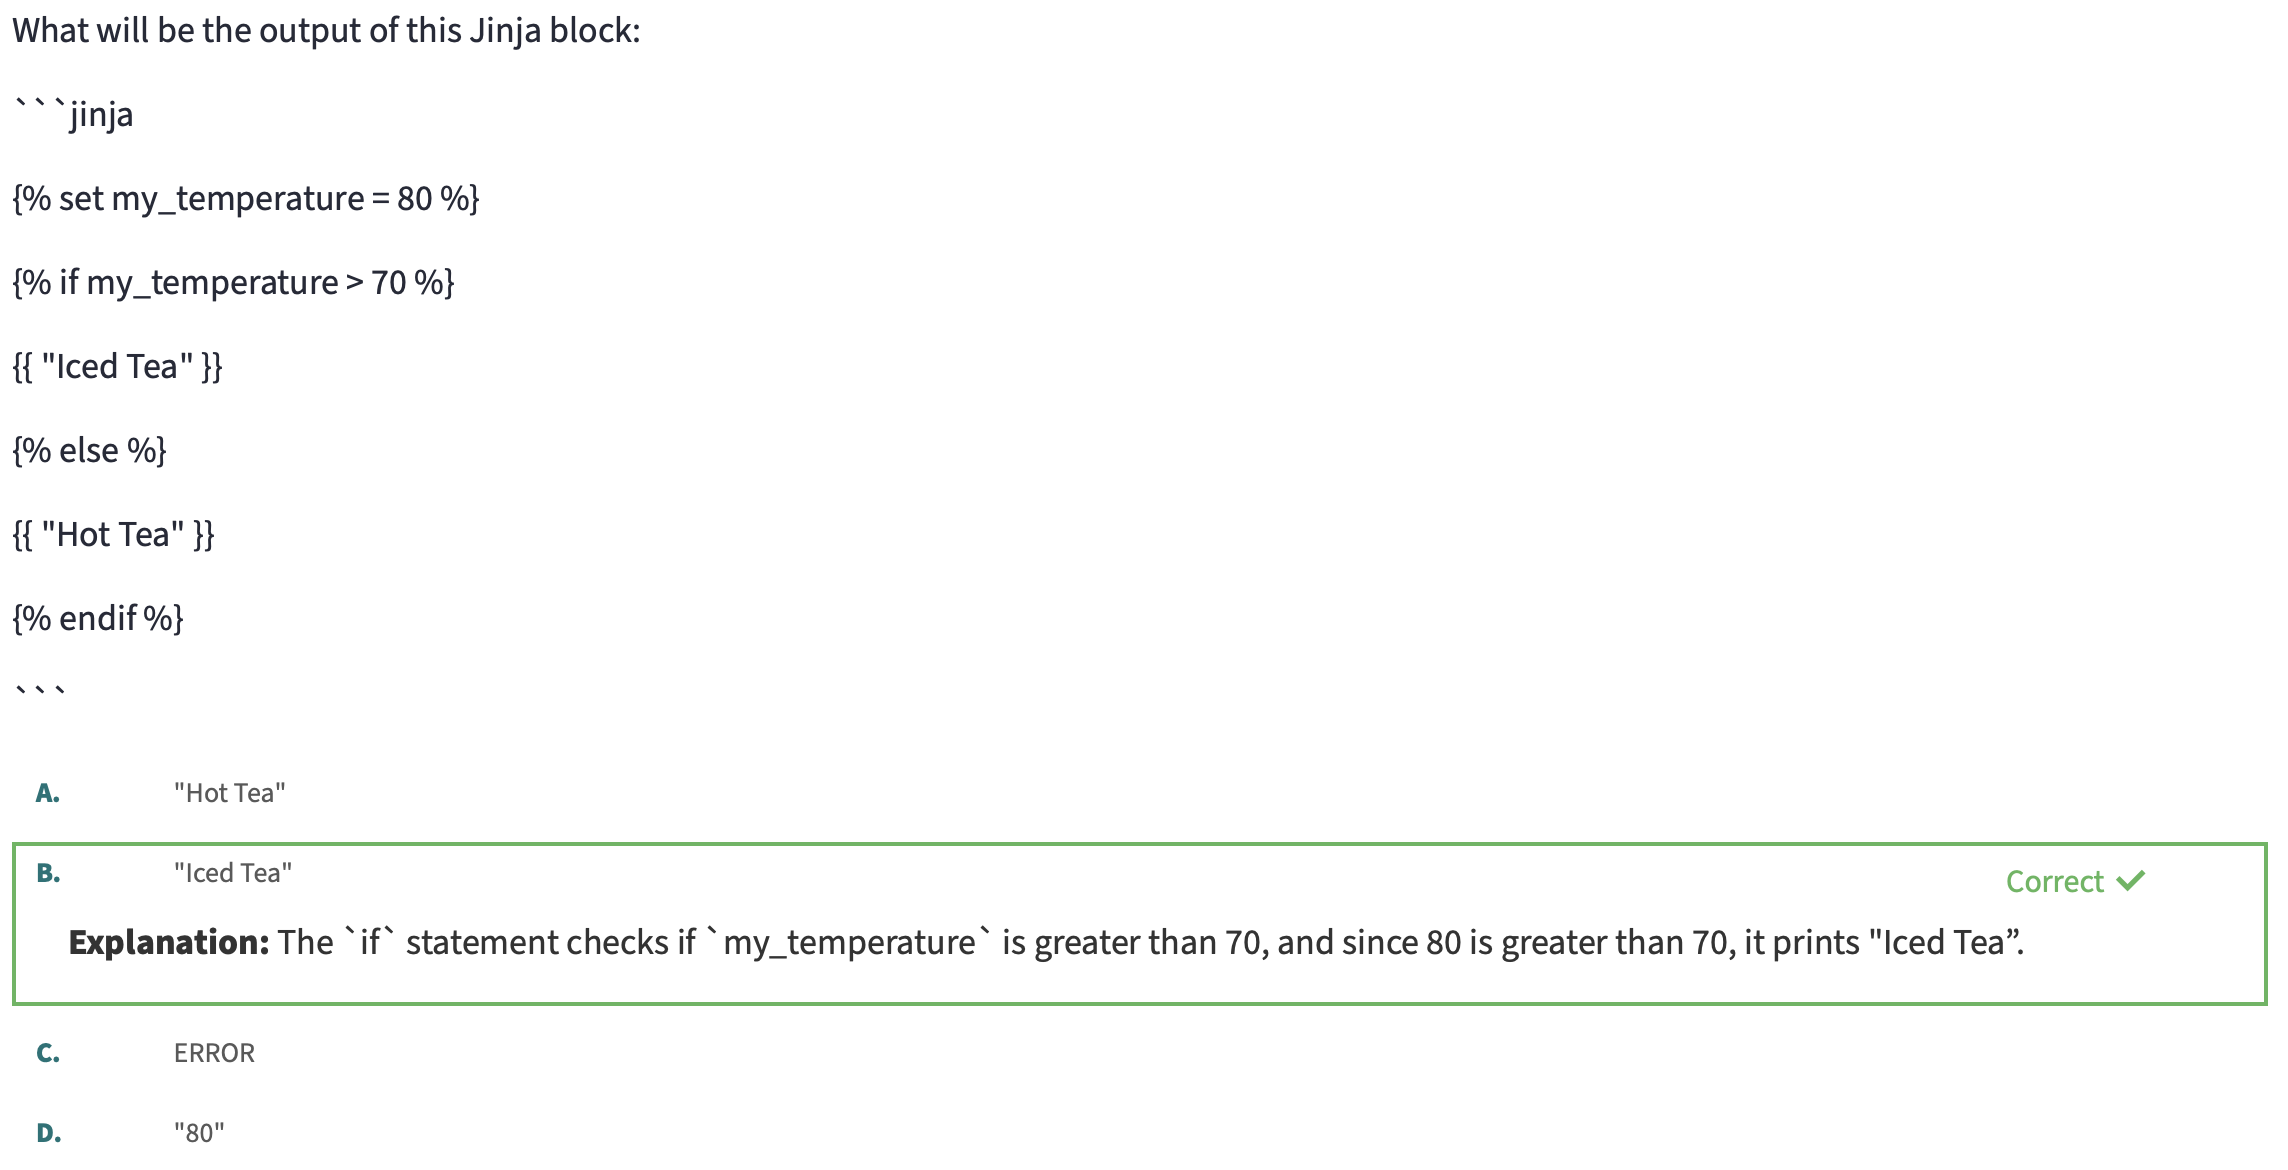 What will be the output of this Jinja block:
```jinja
{% set my_temperature = 80 %}
{% if my_temperature > 70 %}
{{ "Iced Tea" }}
{% else %}
{{ "Hot Tea" }}
{% endif %}
```
A. "Hot Tea"
B. "Iced Tea" Correct ✓
Explanation: The `if` statement checks if `my_temperature` is greater than 70, and since 80 is greater than 70, it prints "Iced Tea”.
C. ERROR
D. "80"